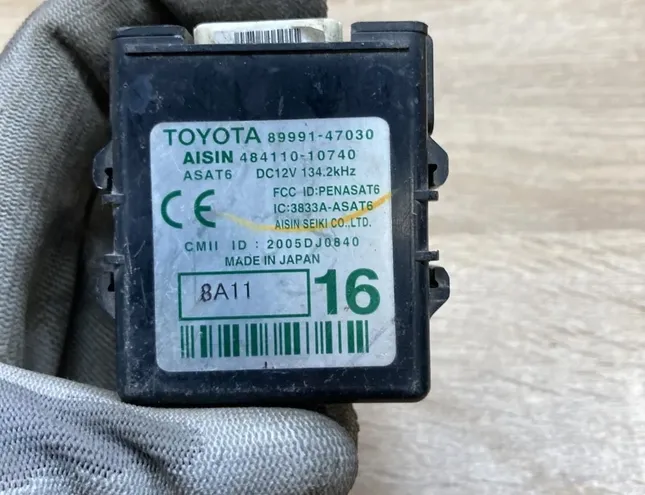 TOYOTA 89991-47030
AISIN 484110-10740
ASAT6 DC12V 134.2kHz
CE
FCC ID:PENASAT6
IC:3833A-ASAT6
AISIN SEIKI CO.,LTD.
CMII ID : 2005DJ0840
MADE IN JAPAN
8A11
16